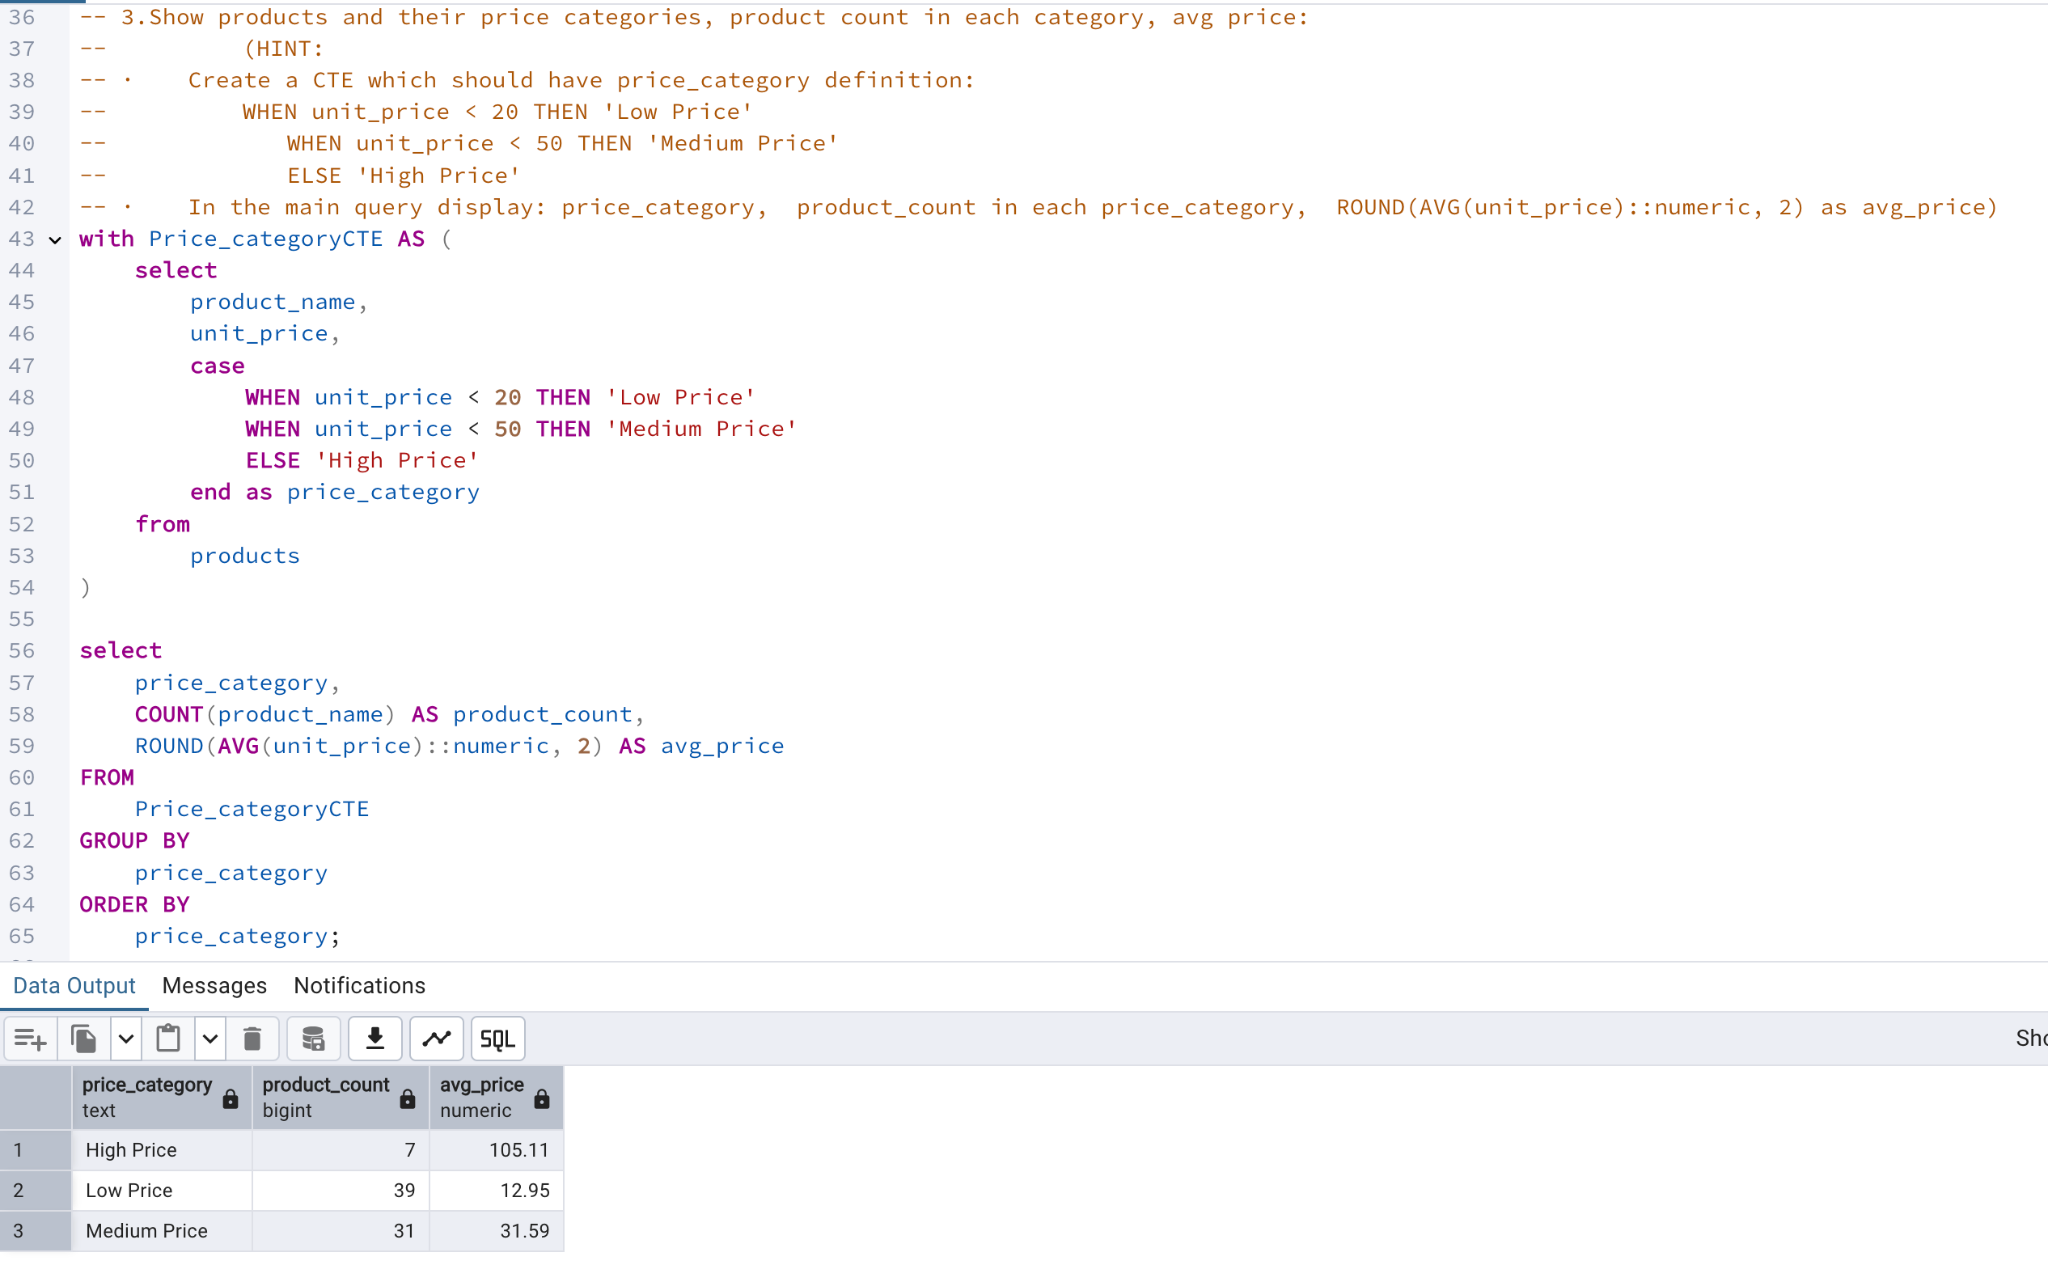 36 -- 3.Show products and their price categories, product count in each category, avg price:
37 -- (HINT:
38 -- · Create a CTE which should have price_category definition:
39 -- WHEN unit_price < 20 THEN 'Low Price'
40 -- WHEN unit_price < 50 THEN 'Medium Price'
41 -- ELSE 'High Price'
42 -- · In the main query display: price_category, product_count in each price_category, ROUND(AVG(unit_price)::numeric, 2) as avg_price)
43 with Price_categoryCTE AS (
44 select
45 product_name,
46 unit_price,
47 case
48 WHEN unit_price < 20 THEN 'Low Price'
49 WHEN unit_price < 50 THEN 'Medium Price'
50 ELSE 'High Price'
51 end as price_category
52 from
53 products
54 )
55
56 select
57 price_category,
58 COUNT(product_name) AS product_count,
59 ROUND(AVG(unit_price)::numeric, 2) AS avg_price
60 FROM
61 Price_categoryCTE
62 GROUP BY
63 price_category
64 ORDER BY
65 price_category;
Data Output Messages Notifications
SQL Sho
price_category product_count avg_price
text bigint numeric
1 High Price 7 105.11
2 Low Price 39 12.95
3 Medium Price 31 31.59